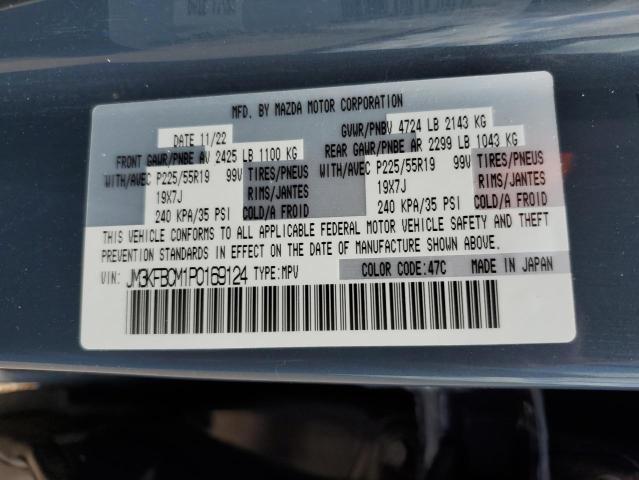 MFD. BY MAZDA MOTOR CORPORATION
DATE 11/22 GVWR/PNBV 4724 LB 2143 KG
FRONT GAWR/PNBE AV 2425 LB 1100 KG REAR GAWR/PNBE AR 2299 LB 1043 KG
WITH/AVEC P225/55R19 99V TIRES/PNEUS WITH/AVEC P225/55R19 99V TIRES/PNEUS
19X7J RIMS/JANTES 19X7J RIMS/JANTES
240 KPA/35 PSI COLD/A FROID 240 KPA/35 PSI COLD/A FROID
THIS VEHICLE CONFORMS TO ALL APPLICABLE FEDERAL MOTOR VEHICLE SAFETY AND THEFT
PREVENTION STANDARDS IN EFFECT ON THE DATE OF MANUFACTURE SHOWN ABOVE.
VIN: JM3KFBCM1P0169124 TYPE:MPV COLOR CODE:47C MADE IN JAPAN